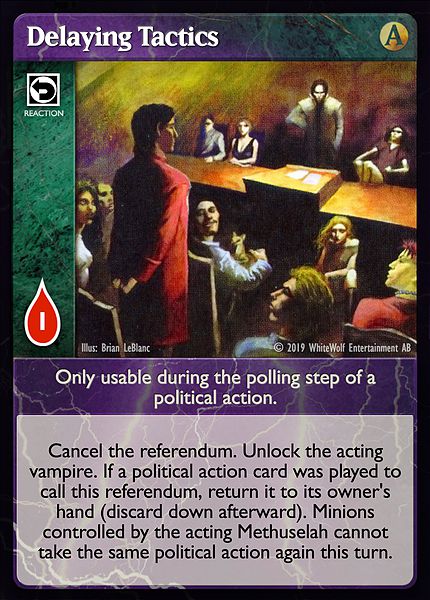 Delaying Tactics
A
REACTION
1
Illus: Brian LeBlanc
© 2019 WhiteWolf Entertainment AB
Only usable during the polling step of a
political action.
Cancel the referendum. Unlock the acting
vampire. If a political action card was played to
call this referendum, return it to its owner's
hand (discard down afterward). Minions
controlled by the acting Methuselah cannot
take the same political action again this turn.